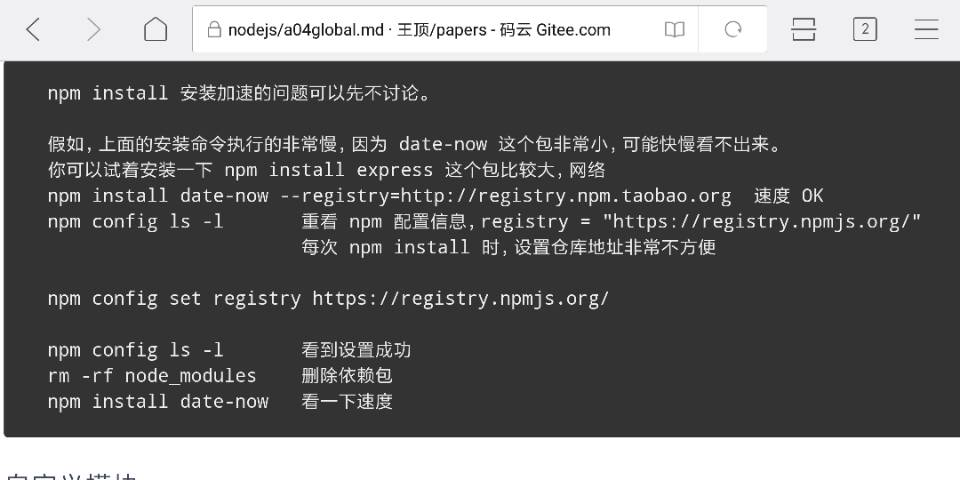 nodejs/a04global.md · 王顶/papers - 码云 Gitee.com
2
npm install 安装加速的问题可以先不讨论。
假如,上面的安装命令执行的非常慢,因为 date-now 这个包非常小,可能快慢看不出来。
你可以试着安装一下 npm install express 这个包比较大,网络
npm install date-now --registry=http://registry.npm.taobao.org 速度 OK
npm config ls -l 重看 npm 配置信息,registry = "https://registry.npmjs.org/"
每次 npm install 时,设置仓库地址非常不方便
npm config set registry https://registry.npmjs.org/
npm config ls -l 看到设置成功
rm -rf node_modules 删除依赖包
npm install date-now 看一下速度